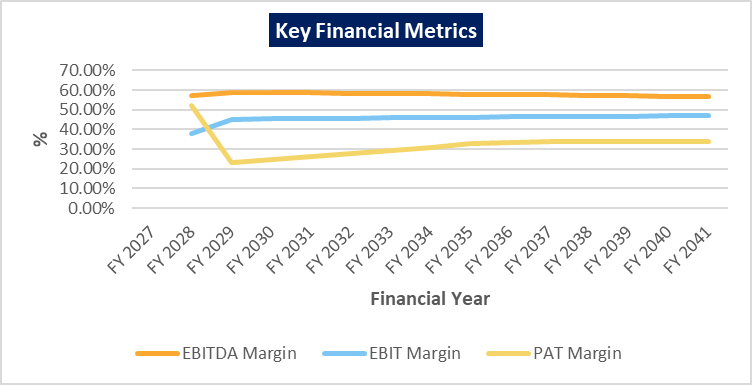 Key Financial Metrics
70.00%
60.00%
50.00%
40.00%
30.00%
20.00%
10.00%
0.00%
%
FY 2027
FY 2028
FY 2029
FY 2030
FY 2031
FY 2032
FY 2033
FY 2034
FY 2035
FY 2036
FY 2037
FY 2038
FY 2039
FY 2040
FY 2041
Financial Year
EBITDA Margin EBIT Margin PAT Margin